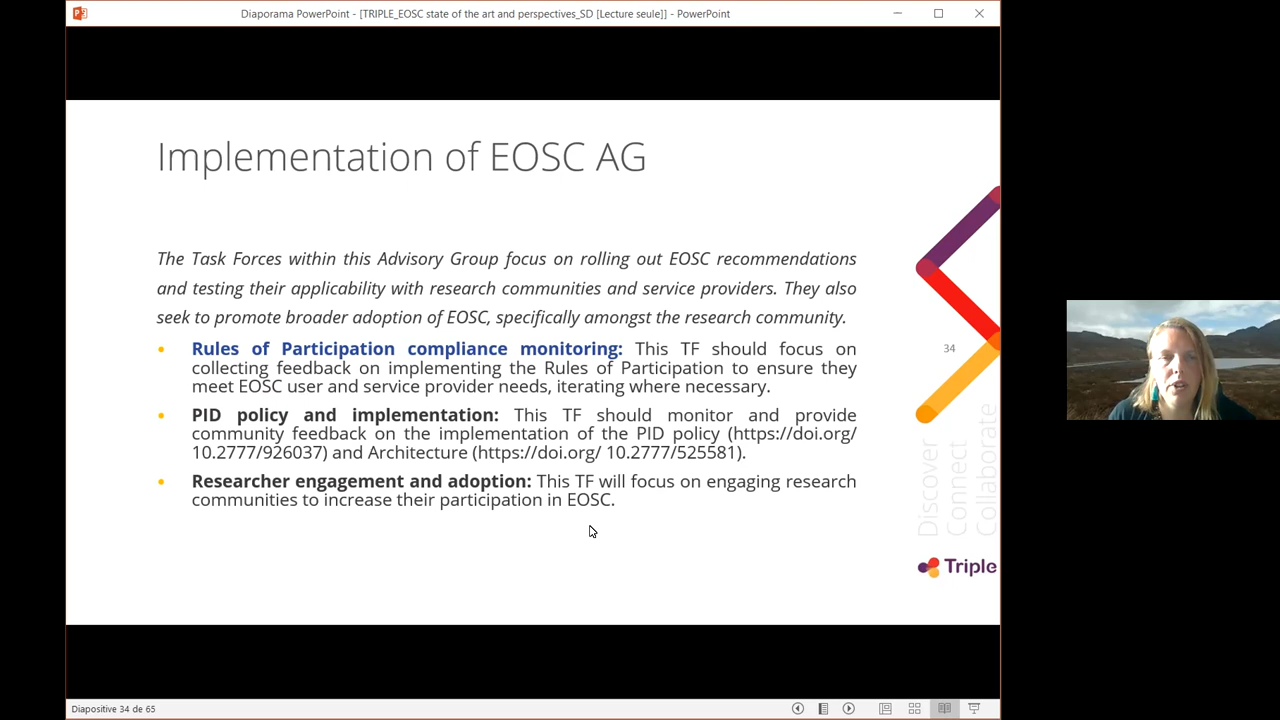 Diaporama PowerPoint - [TRIPLE_EOSC state of the art and perspectives_SD [Lecture seule]] - PowerPoint
Implementation of EOSC AG
The Task Forces within this Advisory Group focus on rolling out EOSC recommendations
and testing their applicability with research communities and service providers. They also
seek to promote broader adoption of EOSC, specifically amongst the research community.
• Rules of Participation compliance monitoring: This TF should focus on
collecting feedback on implementing the Rules of Participation to ensure they
meet EOSC user and service provider needs, iterating where necessary.
• PID policy and implementation: This TF should monitor and provide
community feedback on the implementation of the PID policy (https://doi.org/
10.2777/926037) and Architecture (https://doi.org/ 10.2777/525581).
• Researcher engagement and adoption: This TF will focus on engaging research
communities to increase their participation in EOSC.
34
Discover
Connect
Collaborate
Triple
Diapositive 34 de 65